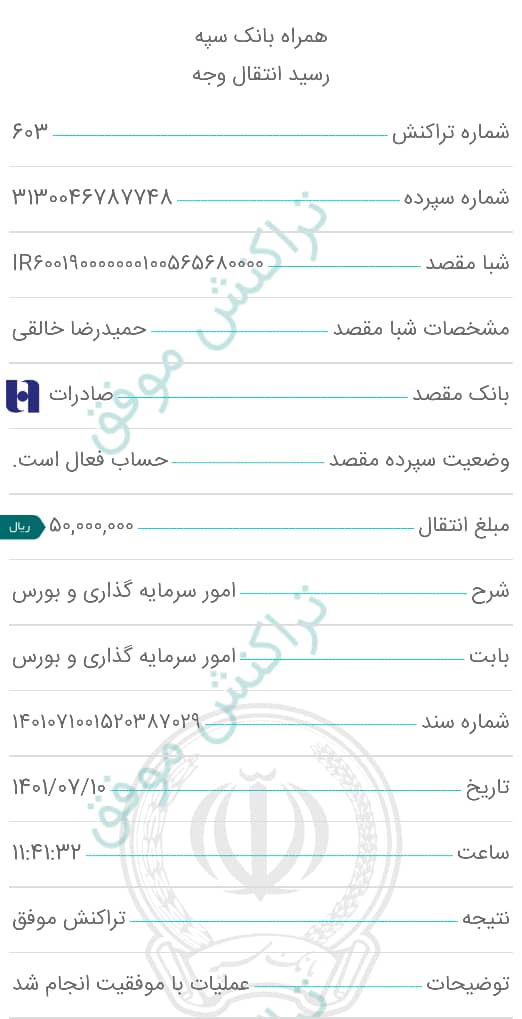 همراه بانک سپه
رسید انتقال وجه
شماره تراکنش ۶۰۳
شماره سپرده ۳۱۳۰۰۴۶۷۸۷۷۴۸
شبا مقصد IR۶۰۰۱۹۰۰۰۰۰۰۰۰۱۰۰۵۶۵۶۸۰۰۰۰
مشخصات شبا مقصد حمیدرضا خالقی
بانک مقصد صادرات
وضعیت سپرده مقصد حساب فعال است.
مبلغ انتقال ۵۰,۰۰۰,۰۰۰ ریال
شرح امور سرمایه گذاری و بورس
بابت امور سرمایه گذاری و بورس
شماره سند ۱۴۰۱۰۷۱۰۰۱۵۲۰۳۸۷۰۲۹
تاریخ ۱۴۰۱/۰۷/۱۰
ساعت ۱۱:۴۱:۳۲
نتیجه تراکنش موفق
توضیحات عملیات با موفقیت انجام شد
تراکنش موفق
تراکنش موفق
بانک سپه